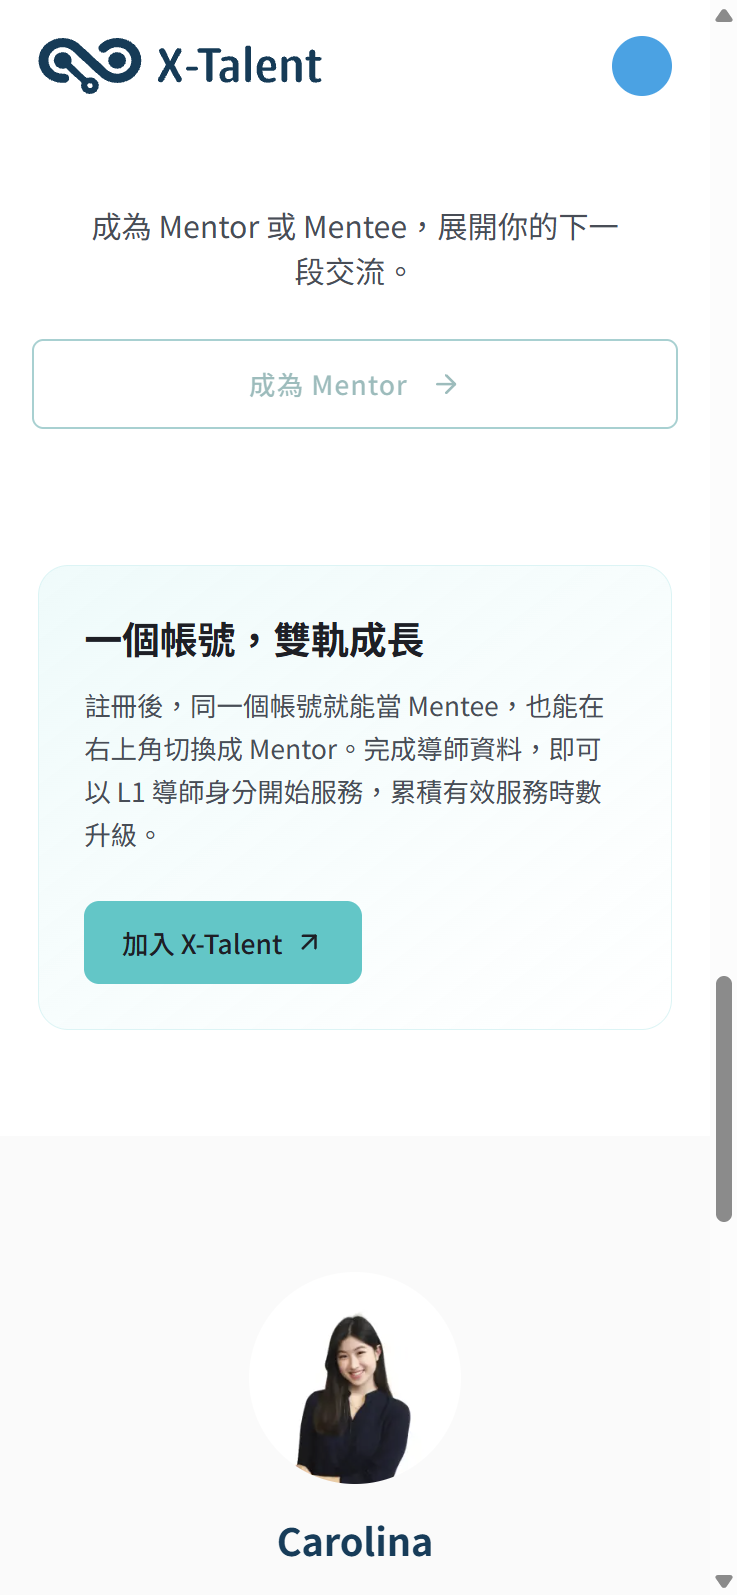 X-Talent
成為 Mentor 或 Mentee，展開你的下一
段交流。
成為 Mentor →
一個帳號，雙軌成長
註冊後，同一個帳號就能當 Mentee，也能在
右上角切換成 Mentor。完成導師資料，即可
以 L1 導師身分開始服務，累積有效服務時數
升級。
加入 X-Talent ↗
Carolina